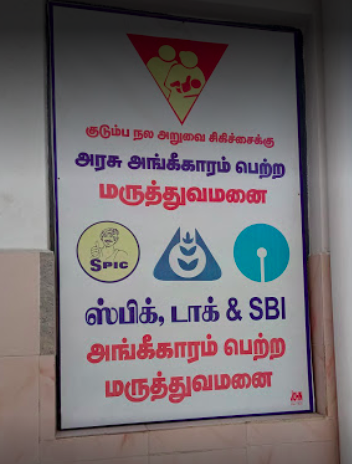 குடும்ப நல அறுவை சிகிச்சைக்கு
அரசு அங்கீகாரம் பெற்ற
மருத்துவமனை
SPIC
ஸ்பிக், டாக் & SBI
அங்கீகாரம் பெற்ற
மருத்துவமனை